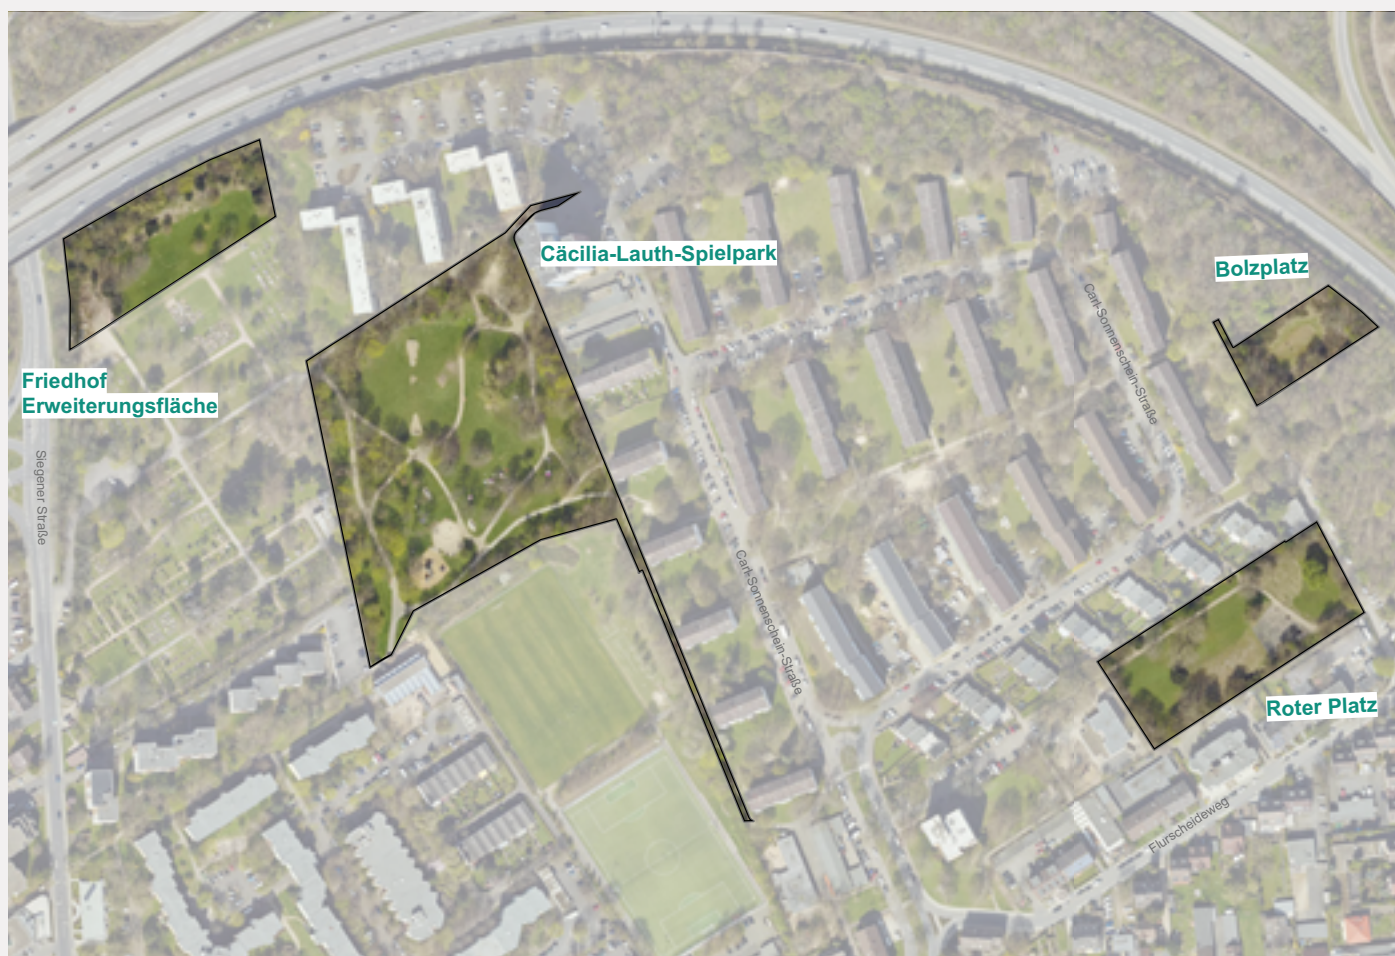 Cäcilia-Lauth-Spielpark
Bolzplatz
Friedhof
Erweiterungsfläche
Siegener Straße
Carl-Sonnenschein-Straße
Carl-Sonnenschein-Straße
Roter Platz
Flurscheideweg